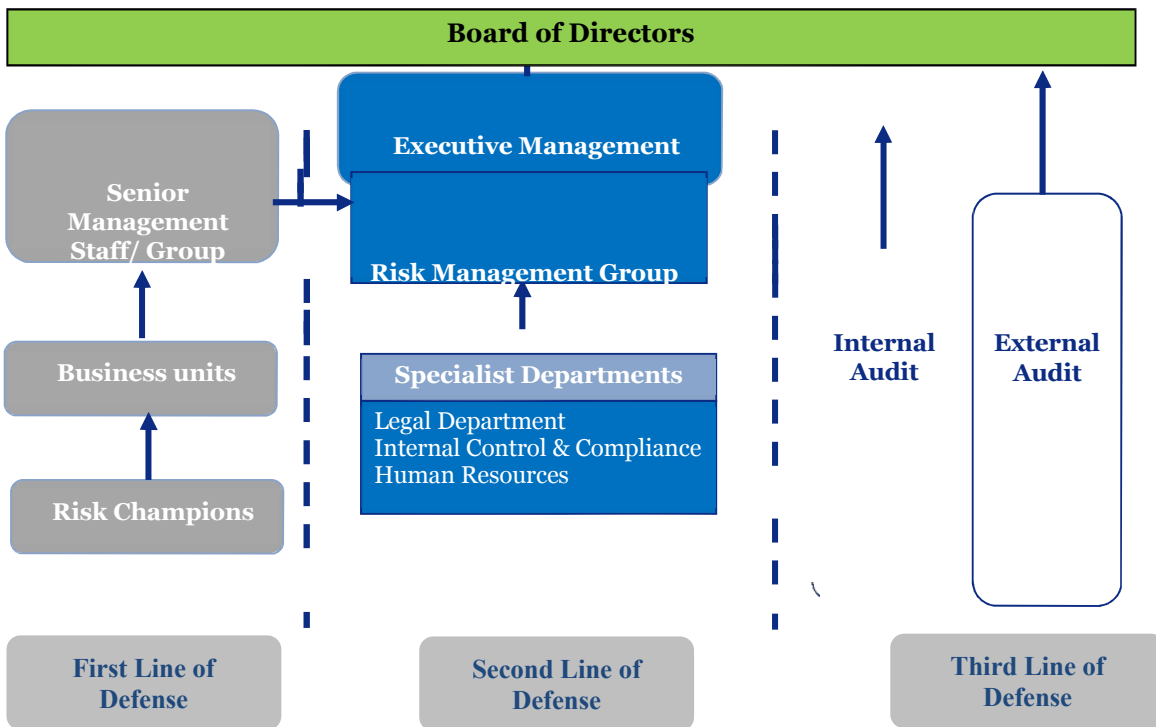 Board of Directors
Senior
Management
Staff/ Group
Business units
Risk Champions
Executive Management
Risk Management Group
Specialist Departments
Legal Department
Internal Control & Compliance
Human Resources
Internal
Audit
External
Audit
First Line of
Defense
Second Line of
Defense
Third Line of
Defense